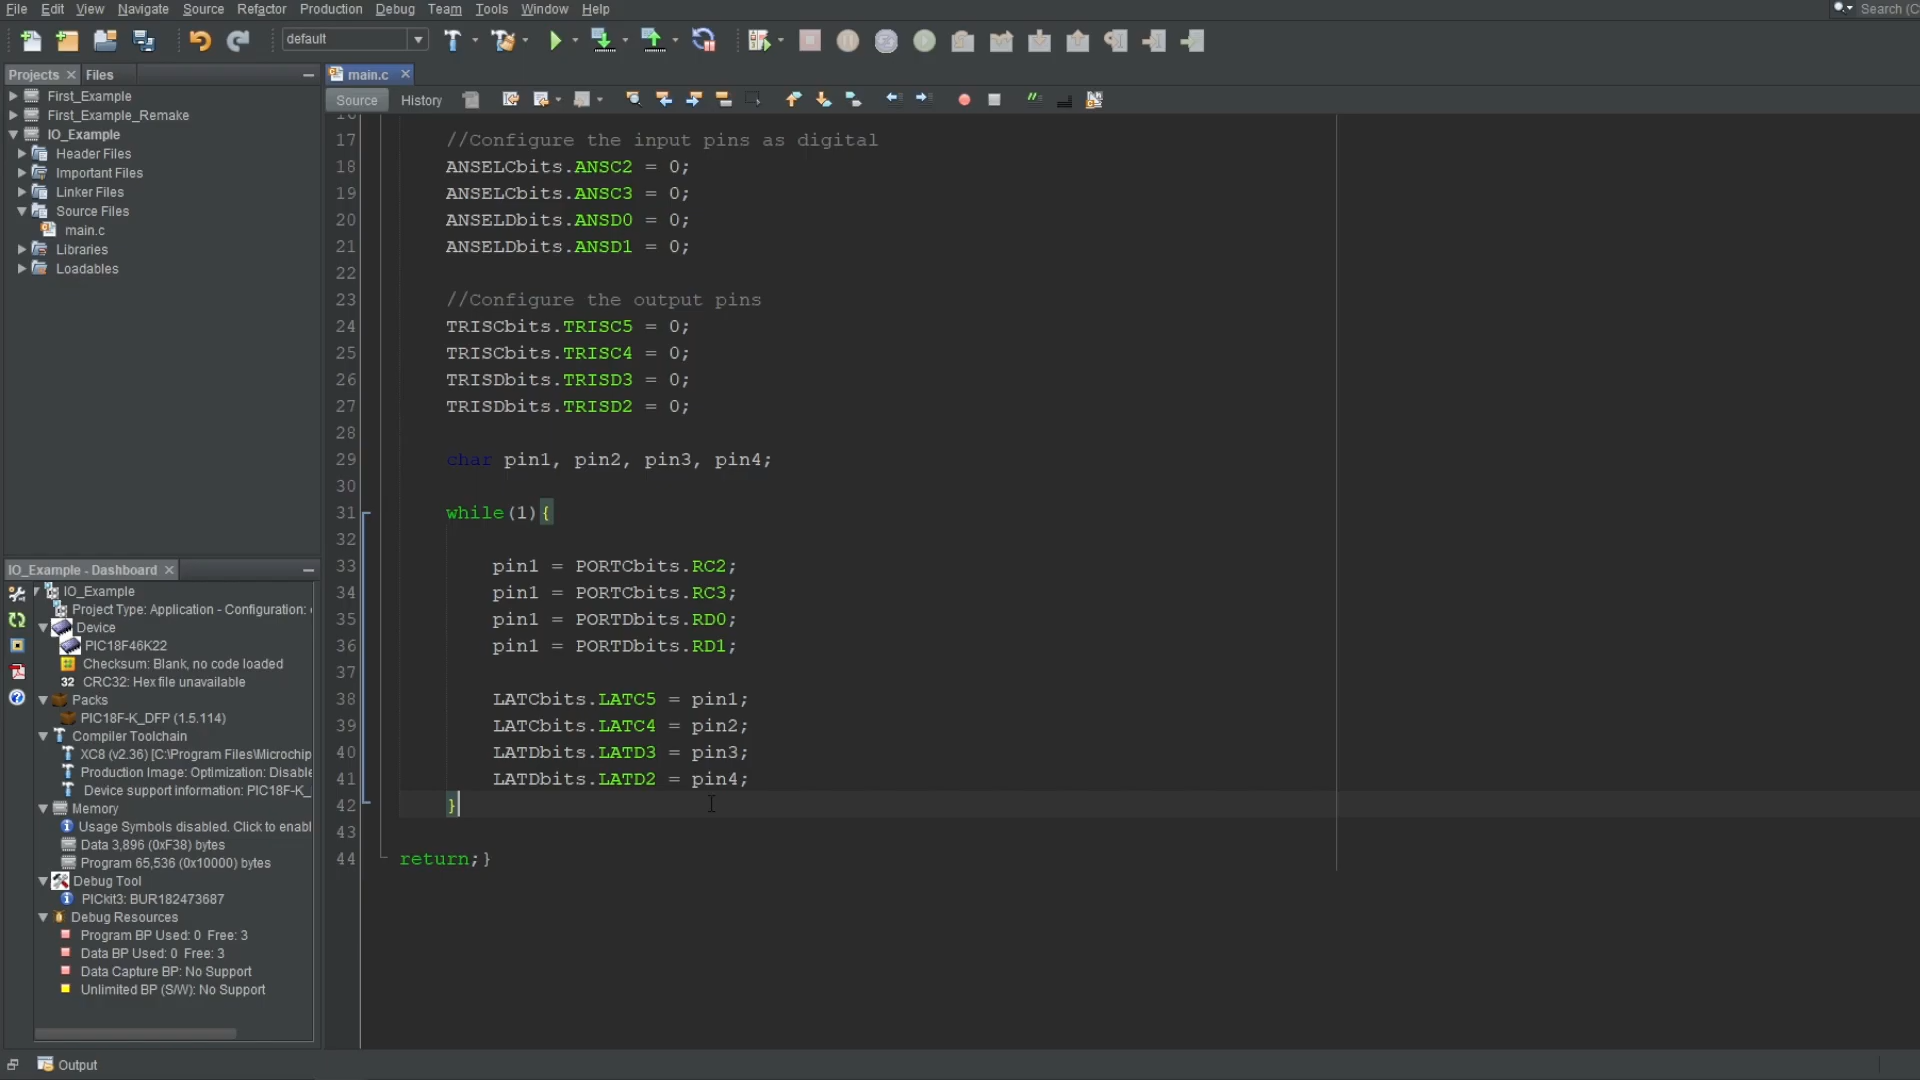 File Edit View Navigate Source Refactor Production Debug Team Tools Window Help
Search (C
default
Projects Files
main.c
Source History
First_Example
First_Example_Remake
IO_Example
Header Files
Important Files
Linker Files
Source Files
main.c
Libraries
Loadables
17 //Configure the input pins as digital
18 ANSELCbits.ANSC2 = 0;
19 ANSELCbits.ANSC3 = 0;
20 ANSELDbits.ANSD0 = 0;
21 ANSELDbits.ANSD1 = 0;
22
23 //Configure the output pins
24 TRISCbits.TRISC5 = 0;
25 TRISCbits.TRISC4 = 0;
26 TRISDbits.TRISD3 = 0;
27 TRISDbits.TRISD2 = 0;
28
29 char pin1, pin2, pin3, pin4;
30
31 while(1){
32
33 pin1 = PORTCbits.RC2;
34 pin1 = PORTCbits.RC3;
35 pin1 = PORTDbits.RD0;
36 pin1 = PORTDbits.RD1;
37
38 LATCbits.LATC5 = pin1;
39 LATCbits.LATC4 = pin2;
40 LATDbits.LATD3 = pin3;
41 LATDbits.LATD2 = pin4;
42 }
43
44 return;}
IO_Example - Dashboard
IO_Example
Project Type: Application - Configuration:
Device
PIC18F46K22
Checksum: Blank, no code loaded
32 CRC32: Hex file unavailable
Packs
PIC18F-K_DFP (1.5.114)
Compiler Toolchain
XC8 (v2.36) [C:\Program Files\Microchip
Production Image: Optimization: Disable
Device support information: PIC18F-K_
Memory
Usage Symbols disabled. Click to enabl
Data 3,896 (0xF38) bytes
Program 65,536 (0x10000) bytes
Debug Tool
PICkit3: BUR182473687
Debug Resources
Program BP Used: 0 Free: 3
Data BP Used: 0 Free: 3
Data Capture BP: No Support
Unlimited BP (S/W): No Support
Output